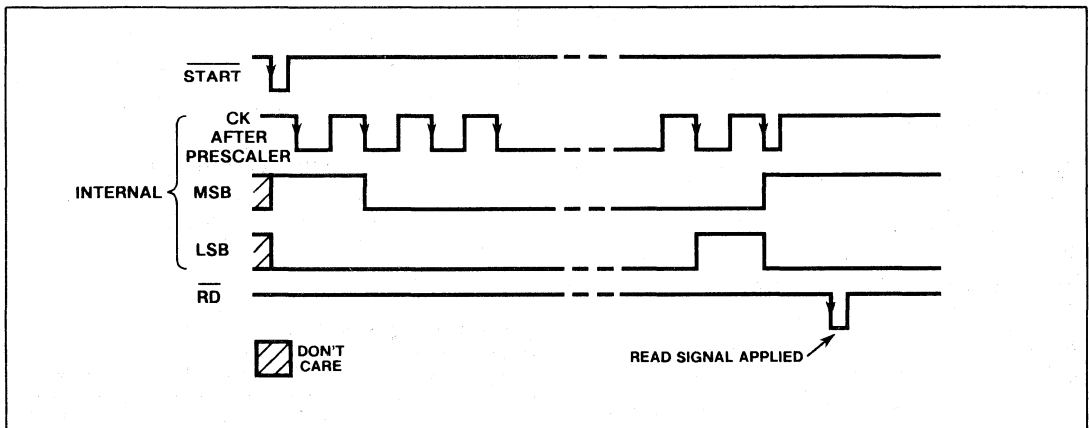 START
CK
AFTER
PRESCALER
INTERNAL
MSB
LSB
RD
DON'T
CARE
READ SIGNAL APPLIED